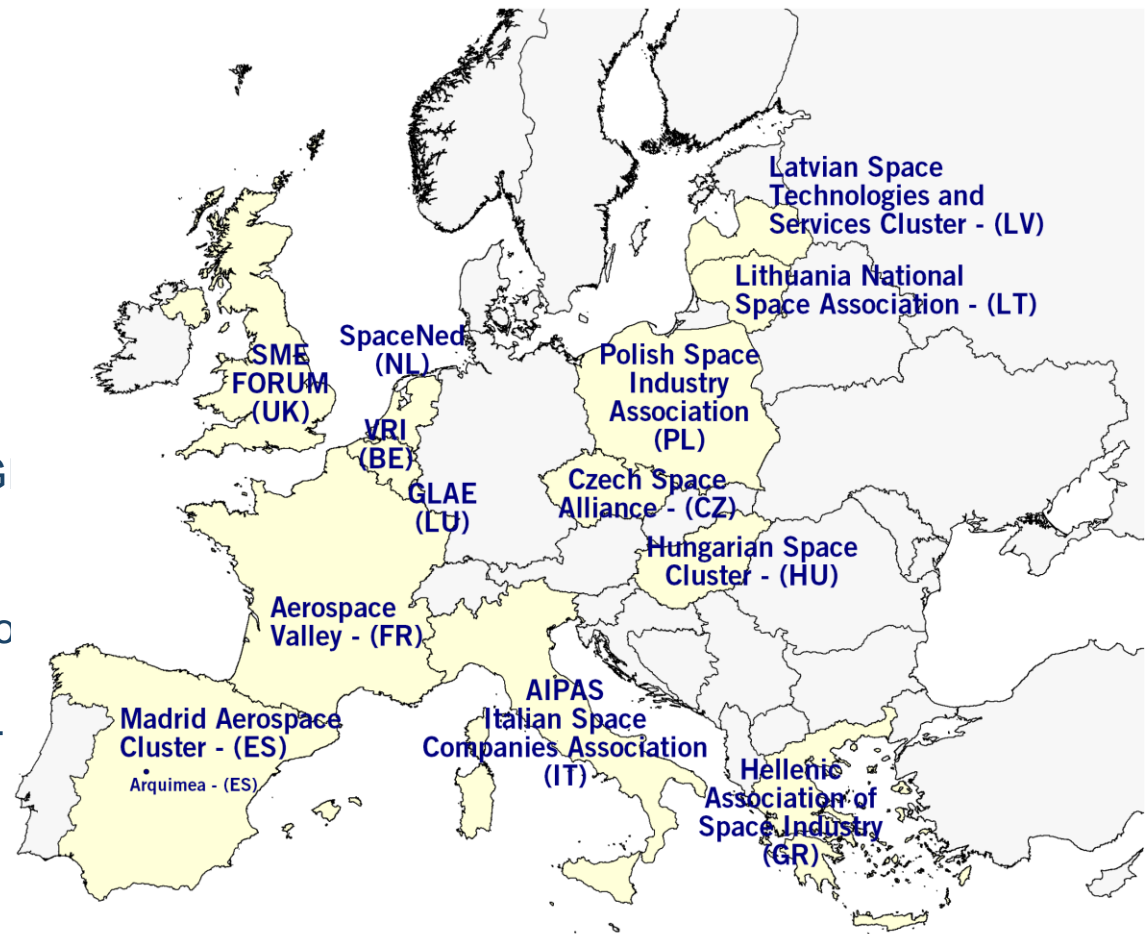 Latvian Space
Technologies and
Services Cluster - (LV)
Lithuania National
Space Association - (LT)
SpaceNed
(NL)
SME
FORUM
(UK)
Polish Space
Industry
Association
(PL)
VRI
(BE)
Czech Space
Alliance - (CZ)
GLAE
(LU)
Hungarian Space
Cluster - (HU)
Aerospace
Valley - (FR)
AIPAS
Italian Space
Companies Association
(IT)
Madrid Aerospace
Cluster - (ES)
Arquimea - (ES)
Hellenic
Association of
Space Industry
(GR)